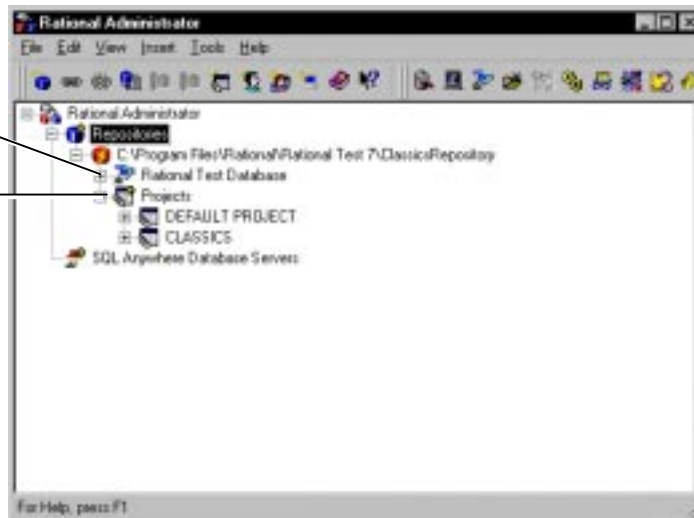 Rational Administrator
File Edit View Insert Tools Help
Rational Administrator
Repositories
C:\Program Files\Rational\Rational Test 7\ClassicsRepository
Rational Test Database
Projects
DEFAULT PROJECT
CLASSICS
SQL Anywhere Database Servers
For Help, press F1